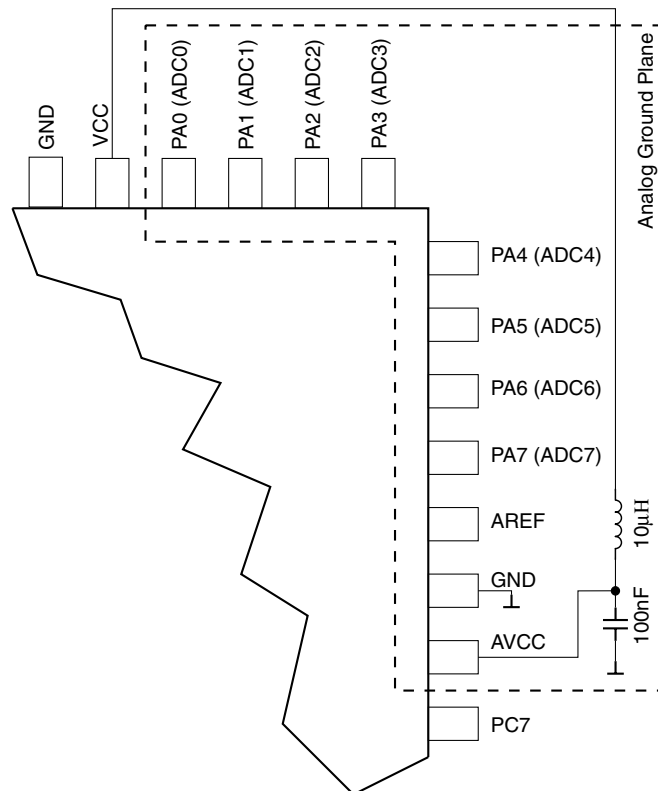 GND
VCC
PA0 (ADC0)
PA1 (ADC1)
PA2 (ADC2)
PA3 (ADC3)
Analog Ground Plane
PA4 (ADC4)
PA5 (ADC5)
PA6 (ADC6)
PA7 (ADC7)
AREF
10μH
GND
AVCC
100nF
PC7